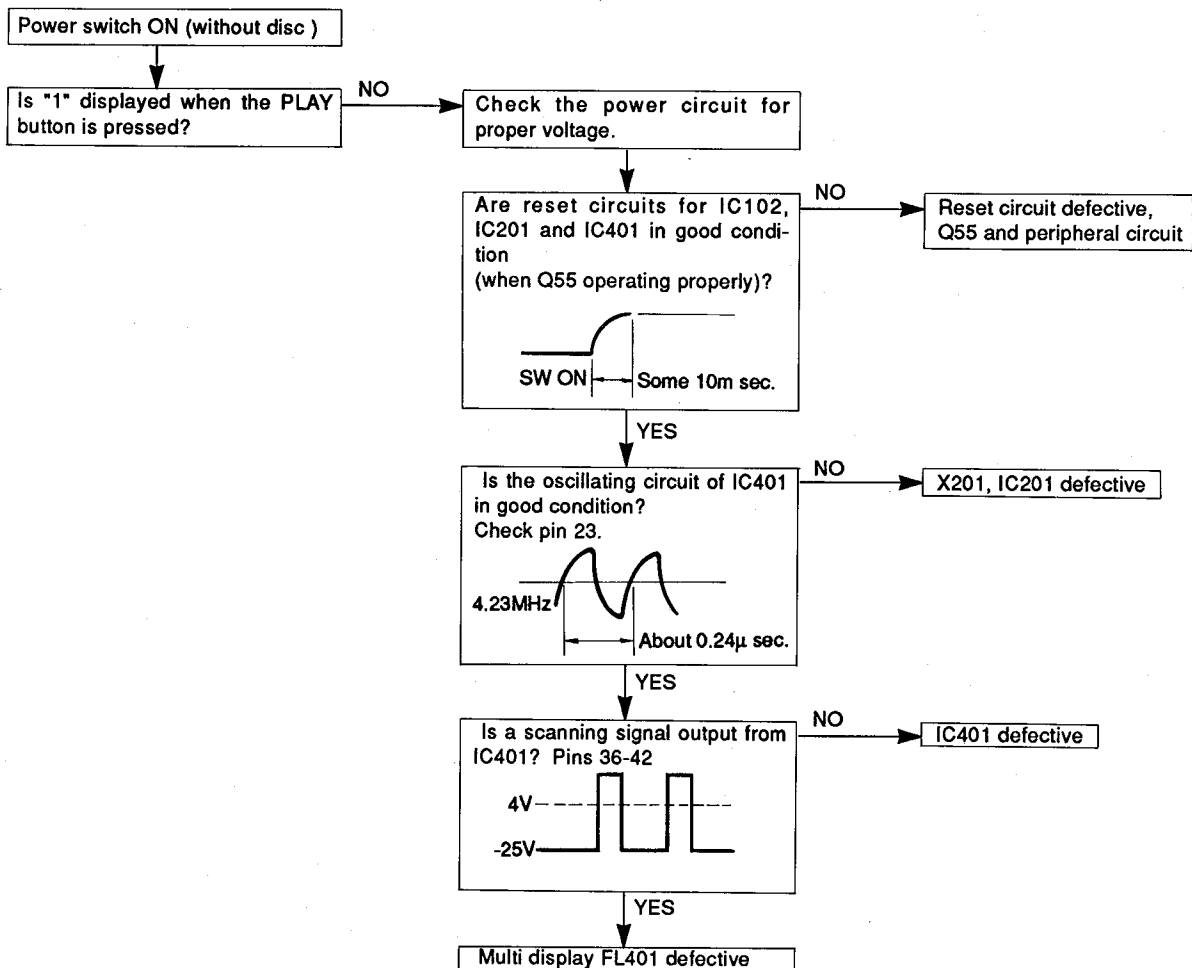 Power switch ON (without disc )
Is "1" displayed when the PLAY
button is pressed?
NO
Check the power circuit for
proper voltage.
Are reset circuits for IC102,
IC201 and IC401 in good condi-
tion
(when Q55 operating properly)?
SW ON
Some 10m sec.
NO
Reset circuit defective,
Q55 and peripheral circuit
YES
Is the oscillating circuit of IC401
in good condition?
Check pin 23.
4.23MHz
About 0.24μ sec.
NO
X201, IC201 defective
YES
Is a scanning signal output from
IC401? Pins 36-42
4V
-25V
NO
IC401 defective
YES
Multi display FL401 defective